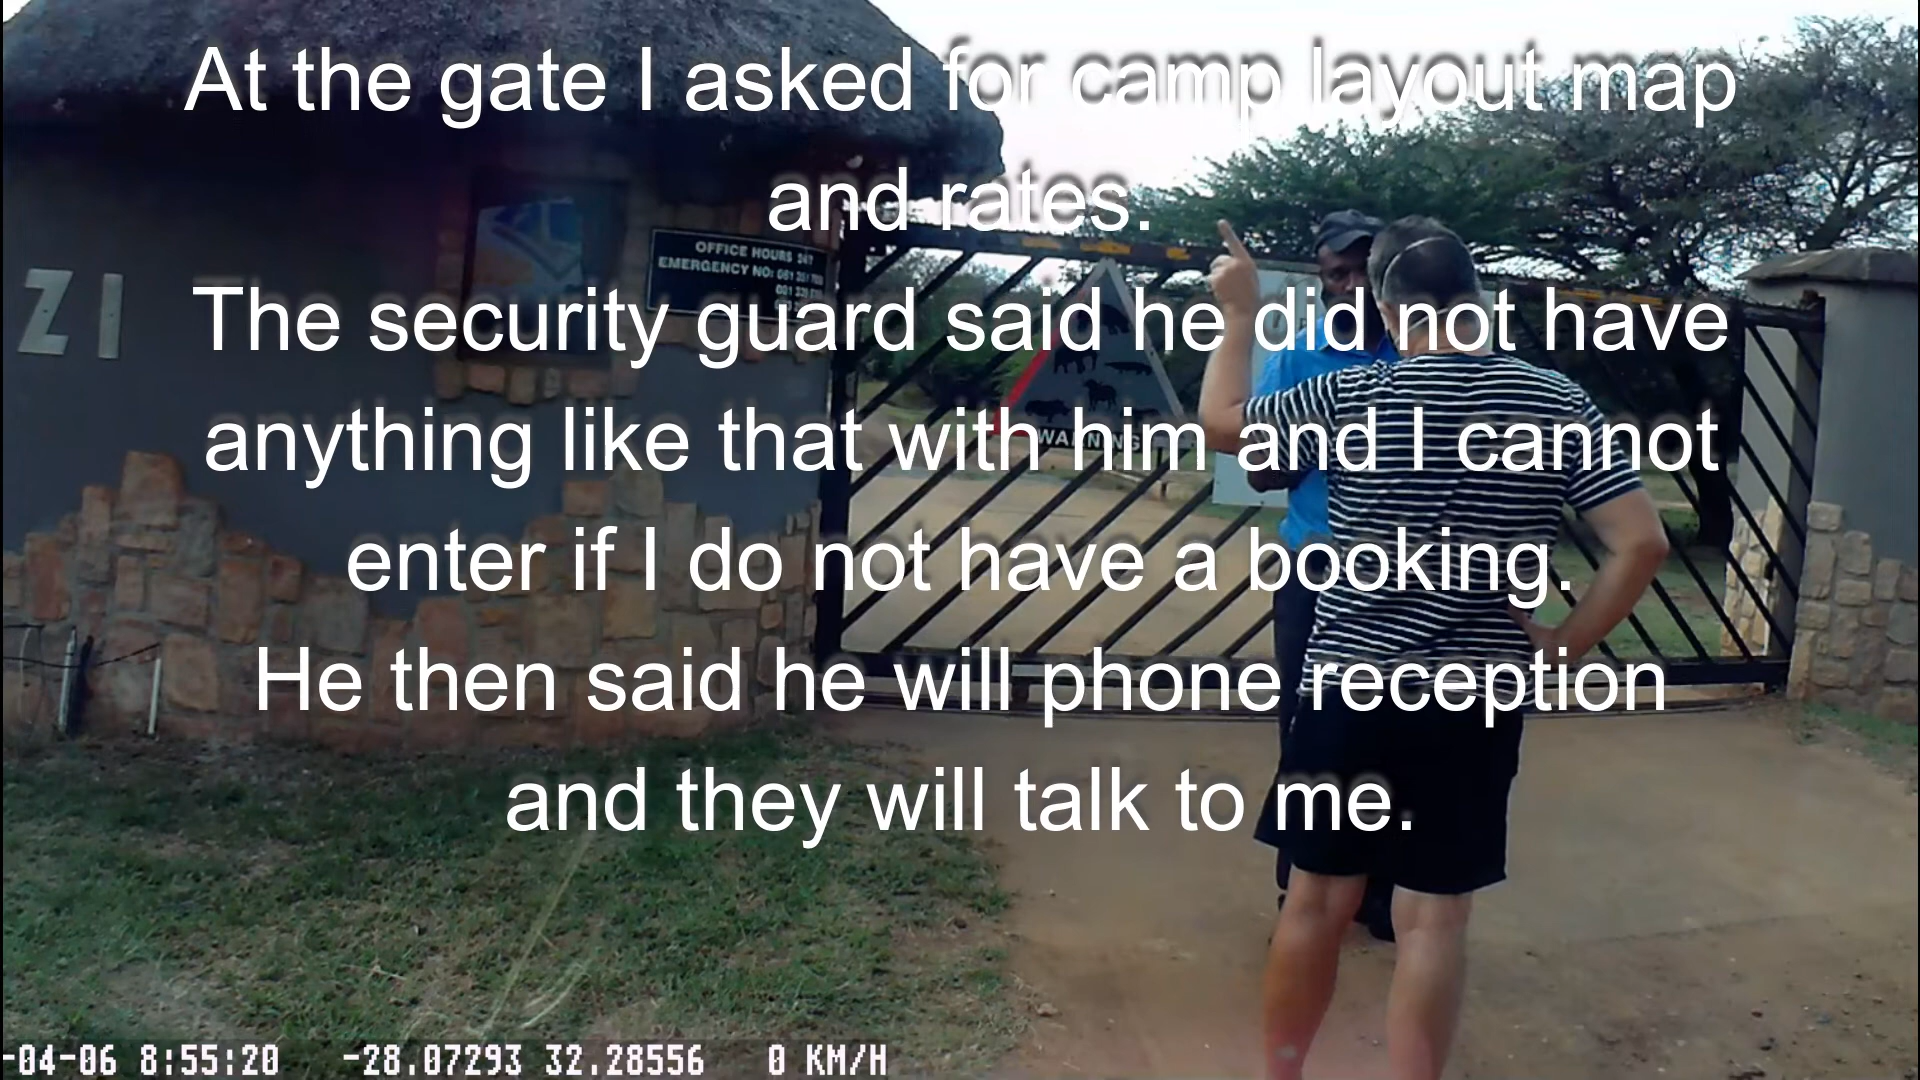 At the gate I asked for camp layout map
and rates.
OFFICE HOURS 24/7
EMERGENCY NO:
ZI
The security guard said he did not have
WARNING
anything like that with him and I cannot
enter if I do not have a booking.
He then said he will phone reception
and they will talk to me.
-04-06 8:55:20 -28.07293 32.28556 0 KM/H